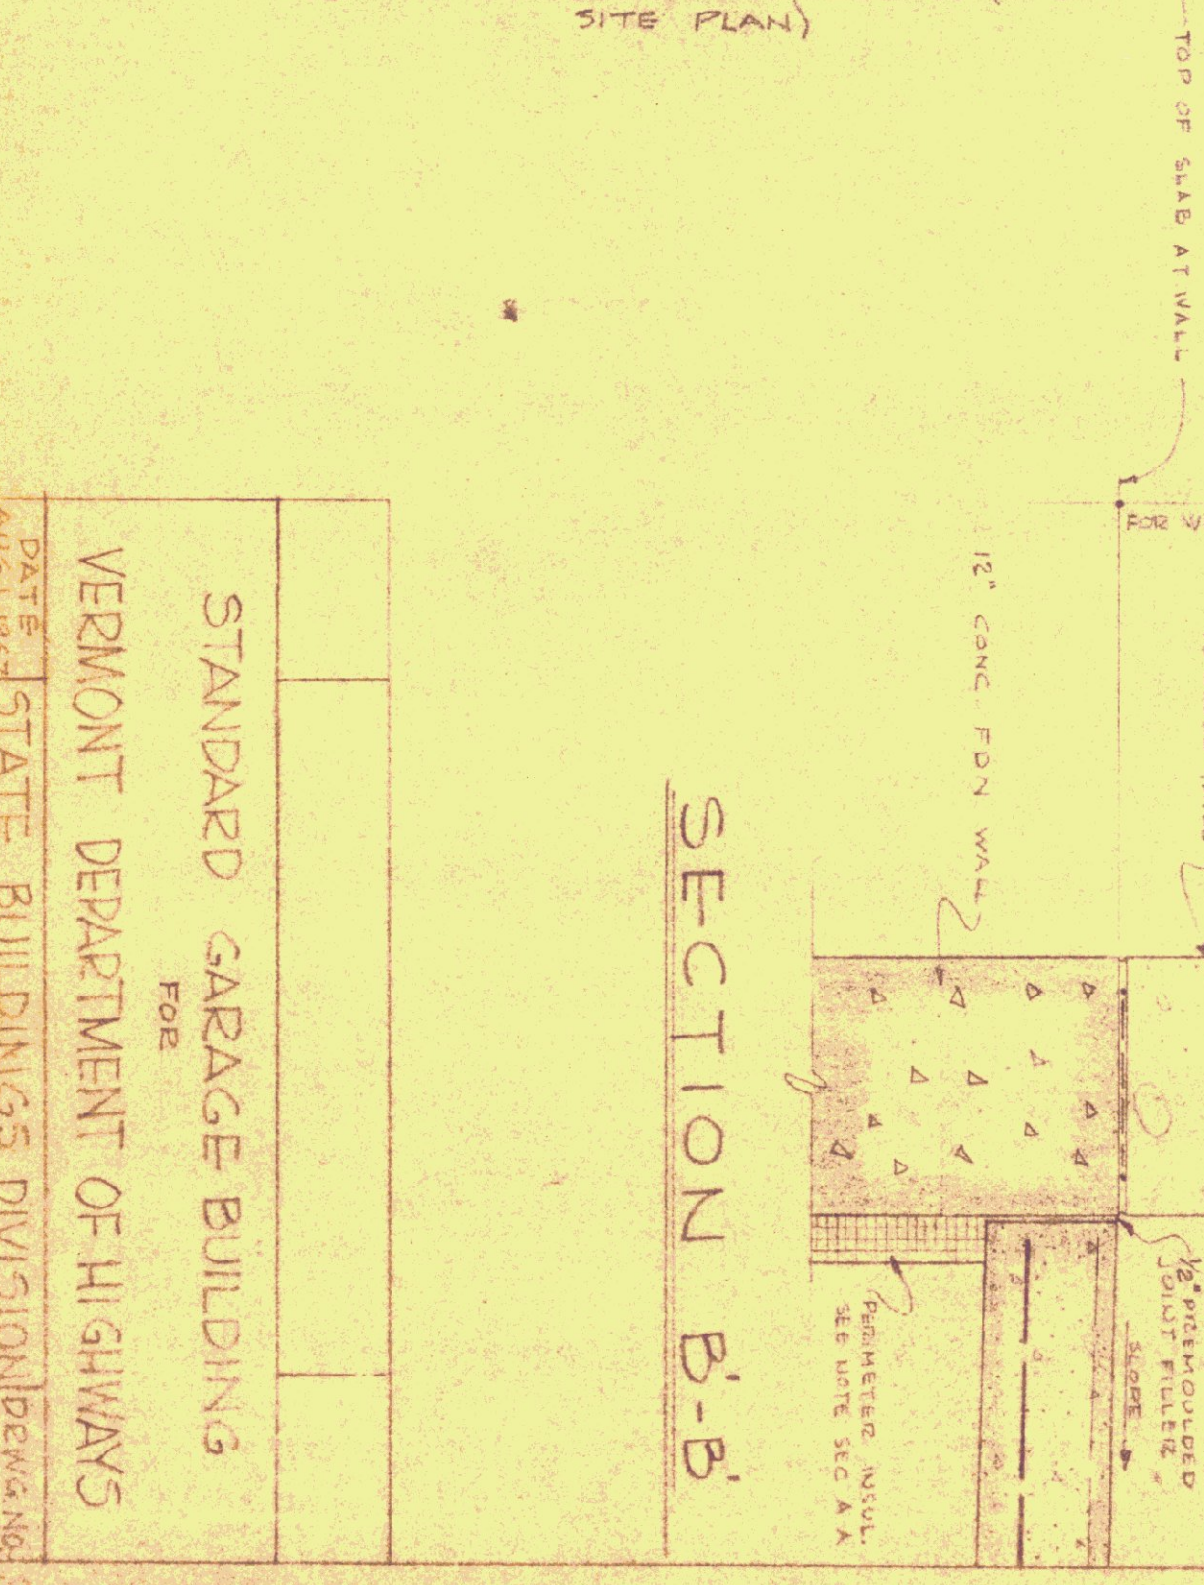 SITE PLAN)
TOP OF SLAB AT WALL
FOR
12" CONC. FDN WALL
1/2" PREMOULDED
JOINT FILLER
SLOPE
PERIMETER INSUL.
SEE NOTE SEC A A
SECTION B'-B'
STANDARD GARAGE BUILDING
FOR
VERMONT DEPARTMENT OF HIGHWAYS
DATE
STATE BUILDINGS DIVISION
DRWG. NO.